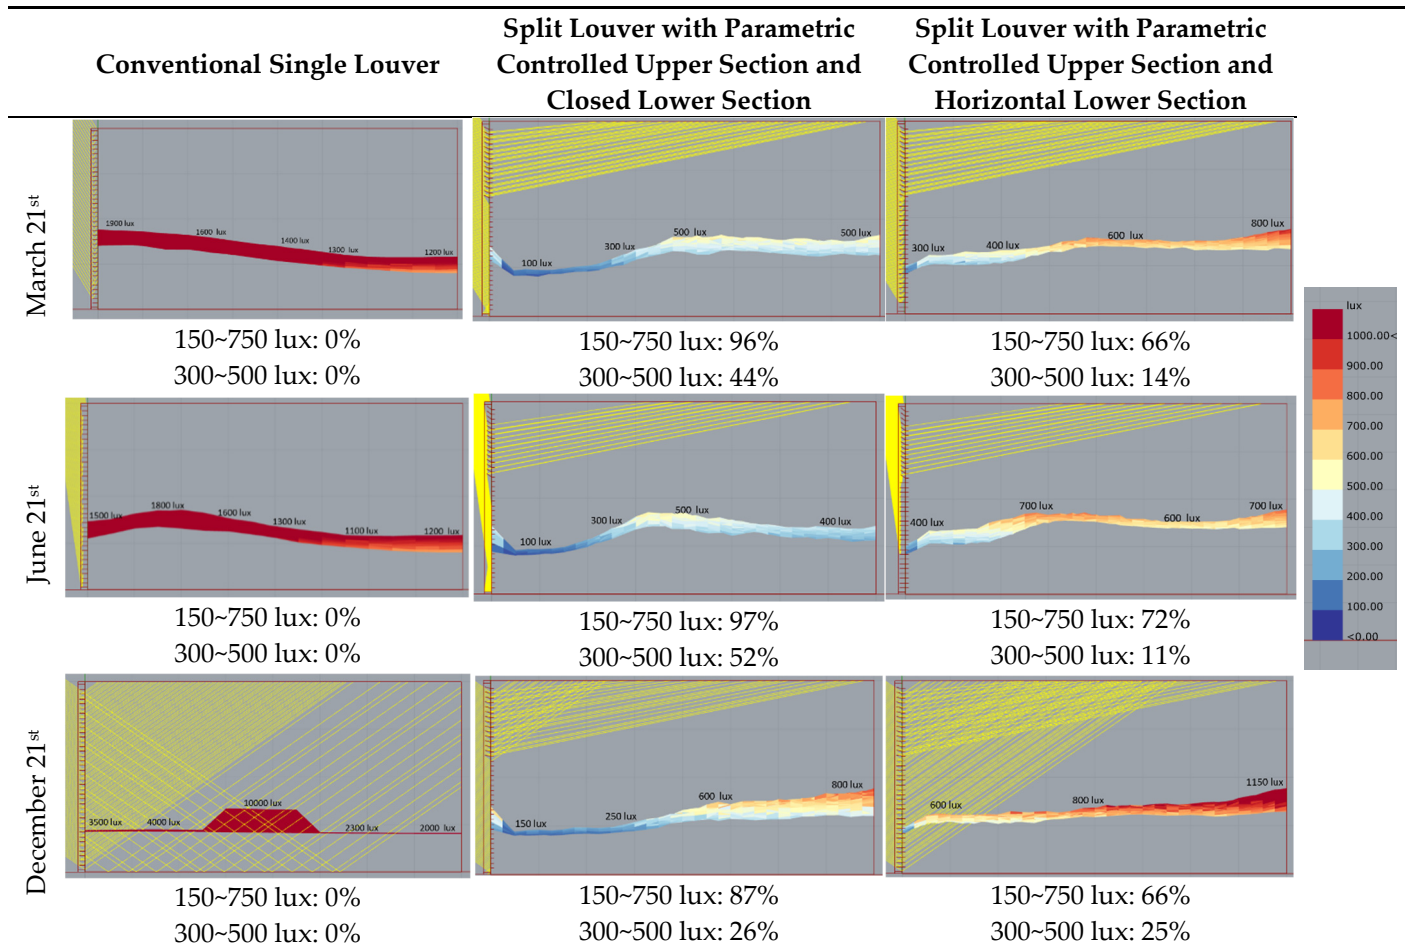 Conventional Single Louver
Split Louver with Parametric
Controlled Upper Section and
Closed Lower Section
Split Louver with Parametric
Controlled Upper Section and
Horizontal Lower Section
March 21st
1900 lux
1600 lux
1400 lux
1300 lux
1200 lux
150~750 lux: 0%
300~500 lux: 0%
100 lux
300 lux
500 lux
500 lux
150~750 lux: 96%
300~500 lux: 44%
300 lux
400 lux
600 lux
800 lux
150~750 lux: 66%
300~500 lux: 14%
June 21st
1500 lux
1800 lux
1600 lux
1300 lux
1100 lux
1200 lux
150~750 lux: 0%
300~500 lux: 0%
100 lux
300 lux
500 lux
400 lux
150~750 lux: 97%
300~500 lux: 52%
400 lux
700 lux
600 lux
700 lux
150~750 lux: 72%
300~500 lux: 11%
December 21st
3500 lux
4000 lux
10000 lux
2300 lux
2000 lux
150~750 lux: 0%
300~500 lux: 0%
150 lux
250 lux
600 lux
800 lux
150~750 lux: 87%
300~500 lux: 26%
600 lux
800 lux
1150 lux
150~750 lux: 66%
300~500 lux: 25%
lux
1000.00<
900.00
800.00
700.00
600.00
500.00
400.00
300.00
200.00
100.00
<0.00